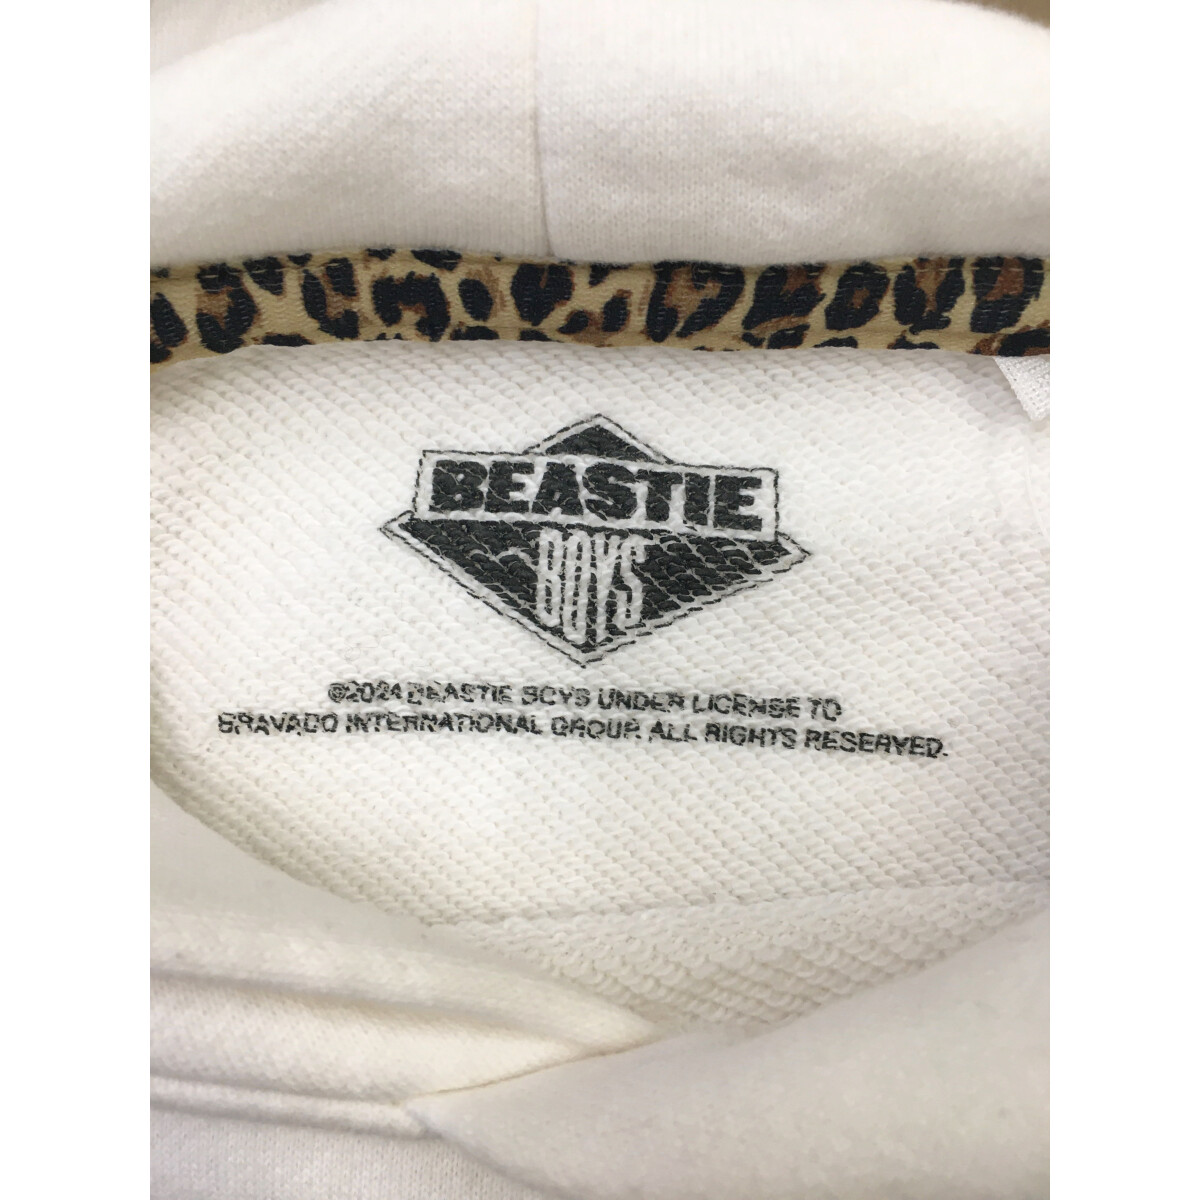 BEASTIE
BOYS
©2024 BEASTIE BOYS UNDER LICENSE TO
BRAVADO INTERNATIONAL GROUP. ALL RIGHTS RESERVED.